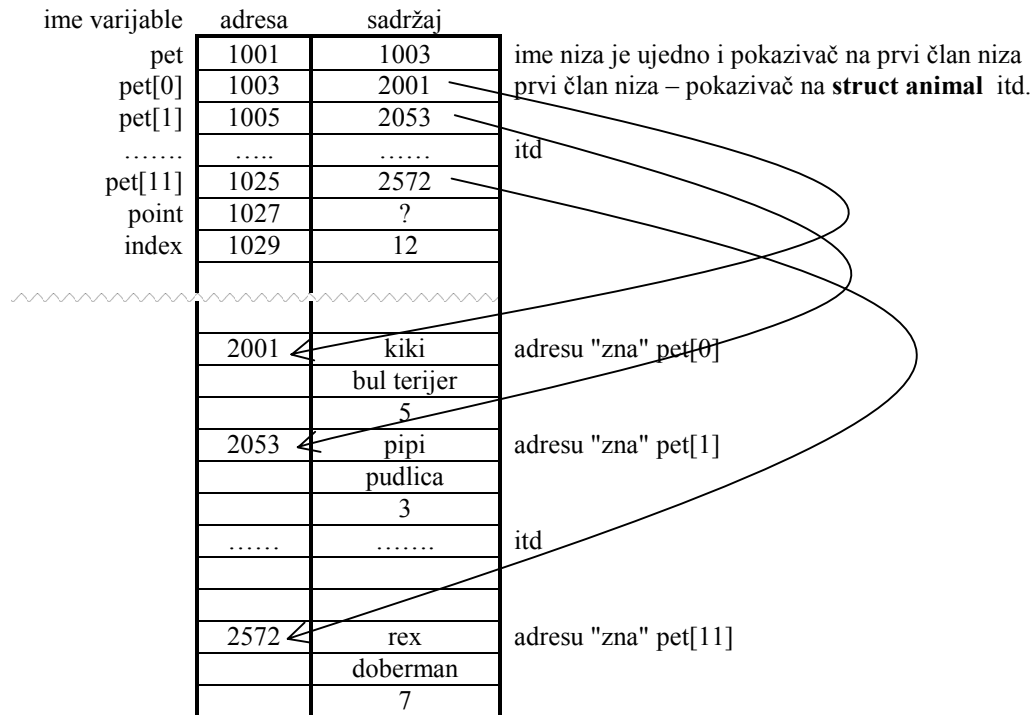 ime varijable adresa sadržaj
pet 1001 1003 ime niza je ujedno i pokazivač na prvi član niza
pet[0] 1003 2001 prvi član niza – pokazivač na struct animal itd.
pet[1] 1005 2053
……. ….. …… itd
pet[11] 1025 2572
point 1027 ?
index 1029 12
2001 kiki adresu "zna" pet[0]
bul terijer
5
2053 pipi adresu "zna" pet[1]
pudlica
3
…… ……. itd
2572 rex adresu "zna" pet[11]
doberman
7